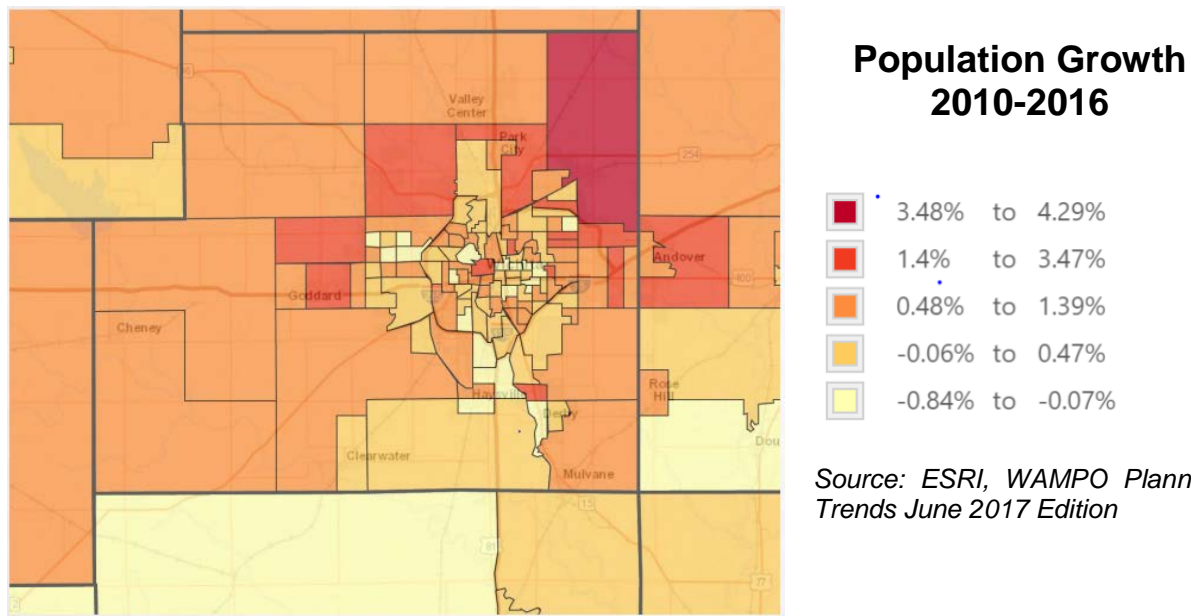 Population Growth
2010-2016
3.48% to 4.29%
1.4% to 3.47%
0.48% to 1.39%
-0.06% to 0.47%
-0.84% to -0.07%
Source: ESRI, WAMPO Plann
Trends June 2017 Edition
96
Valley
Center
Park
City
254
Andover
400
Goddard
Cheney
Rose
Hill
Haysville
Derby
Dou
Clearwater
Mulvane
15
81
77